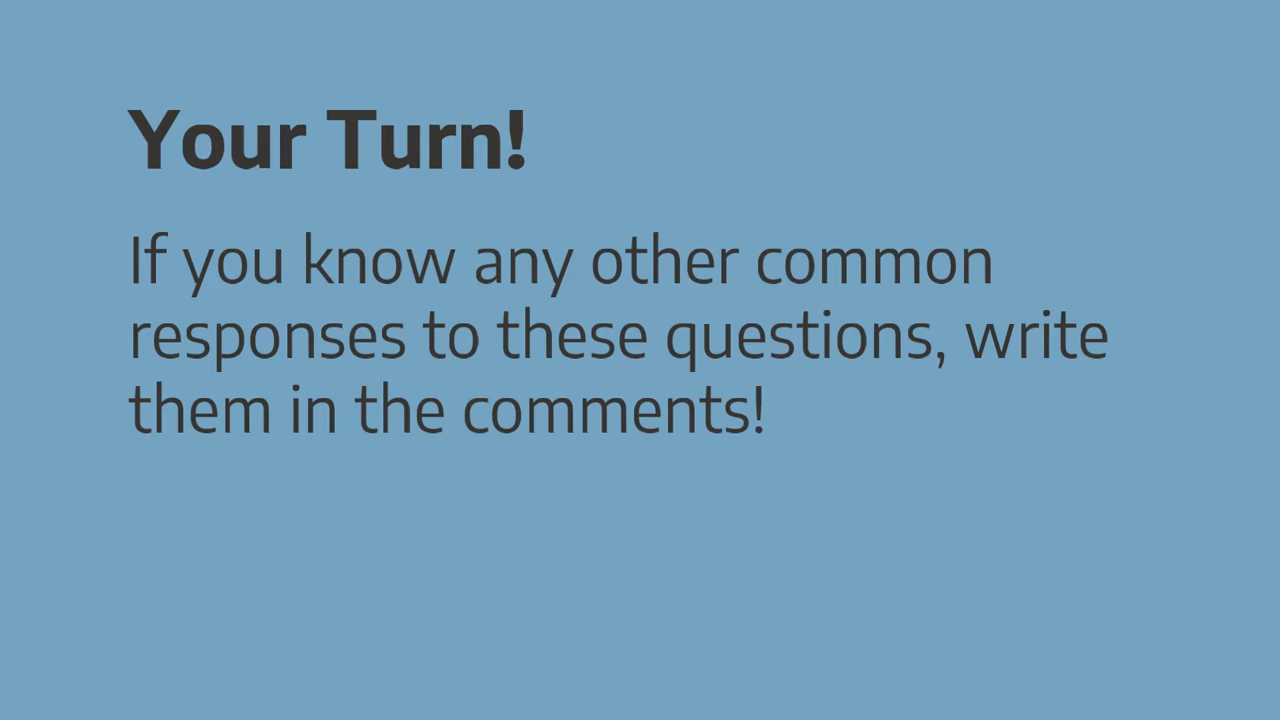 Your Turn!
If you know any other common
responses to these questions, write
them in the comments!